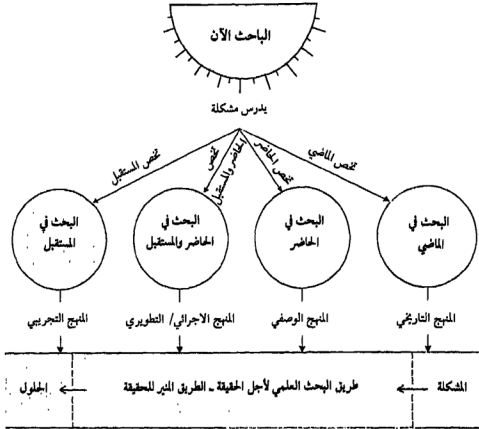 الباحث الآن
يدرس مشكلة
تخص الماضي
تخص الحاضر
تخص
الحاضر والمستقبل
تخص المستقبل
البحث في
الماضي
البحث في
الحاضر
البحث في
الحاضر والمستقبل
البحث في
المستقبل
المنهج التاريخي
المنهج الوصفي
المنهج الاجرائي/ التطويري
المنهج التجريبي
المشكلة
طريق البحث العلمي لأجل الحقيقة - الطريق المنير للحقيقة
الحلول